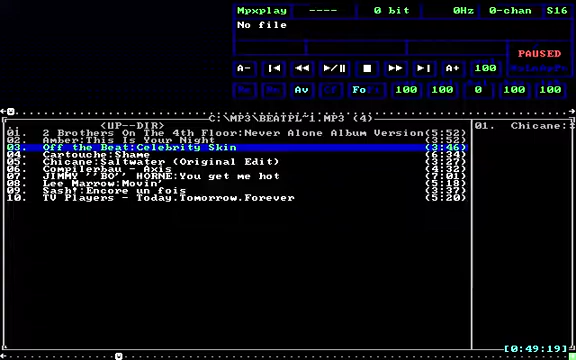 Mpxplay ---- 0 bit 0Hz 0-chan S16
No file
PAUSED
A- A+ 100
Av Fo 100 100 0 100 100
C:\MP3\BEATPL~1.MP3 (4)
<UP--DIR>
01. 2 Brothers On The 4th Floor:Never Alone Album Version(5:52)
02. Amber:This Is Your Night (3:52)
03. Off the Beat:Celebrity Skin (3:46)
04. Cartouche:Shame (6:34)
05. Chicane:Saltwater (Original Edit) (3:27)
06. Compilerbau - Axis (4:32)
07. JIMMY ''BO'' HORNE:You get me hot (7:01)
08. Lee Marrow:Movin' (5:18)
09. Sash!:Encore un fois (3:37)
10. TV Players - Today.Tomorrow.Forever (5:20)
01. Chicane:
[0:49:19]